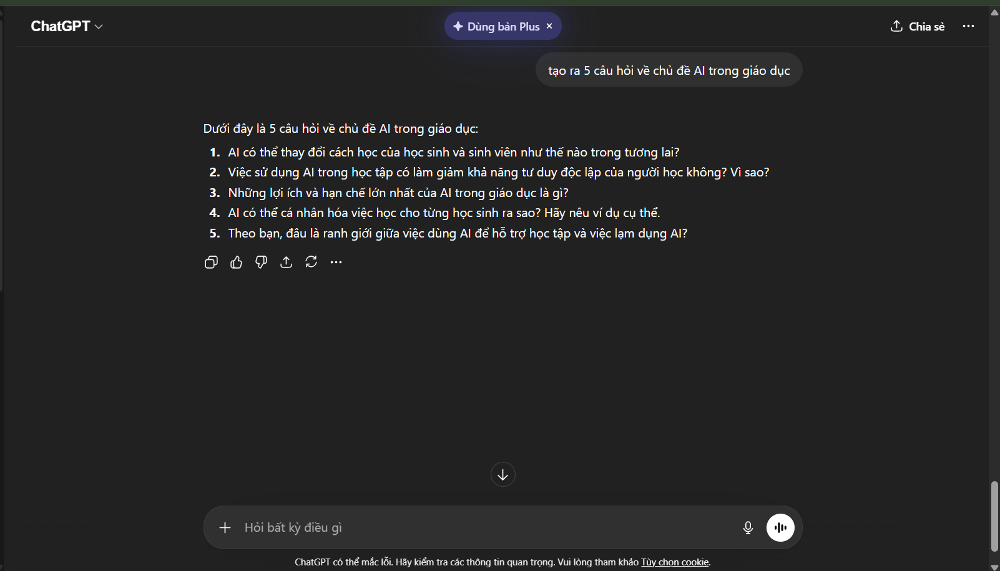 ChatGPT
Dùng bản Plus
Chia sẻ
tạo ra 5 câu hỏi về chủ đề AI trong giáo dục
Dưới đây là 5 câu hỏi về chủ đề AI trong giáo dục:
1. AI có thể thay đổi cách học của học sinh và sinh viên như thế nào trong tương lai?
2. Việc sử dụng AI trong học tập có làm giảm khả năng tư duy độc lập của người học không? Vì sao?
3. Những lợi ích và hạn chế lớn nhất của AI trong giáo dục là gì?
4. AI có thể cá nhân hóa việc học cho từng học sinh ra sao? Hãy nêu ví dụ cụ thể.
5. Theo bạn, đâu là ranh giới giữa việc dùng AI để hỗ trợ học tập và việc lạm dụng AI?
Hỏi bất kỳ điều gì
ChatGPT có thể mắc lỗi. Hãy kiểm tra các thông tin quan trọng. Vui lòng tham khảo Tùy chọn cookie.